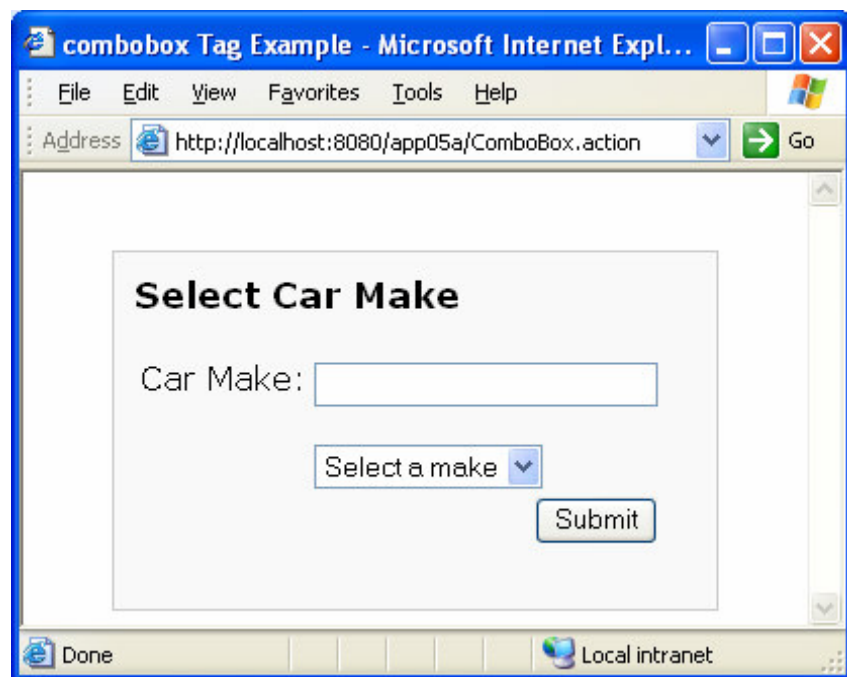 combobox Tag Example - Microsoft Internet Expl...
File Edit View Favorites Tools Help
Address http://localhost:8080/app05a/ComboBox.action Go
Select Car Make
Car Make:
Select a make
Submit
Done Local intranet